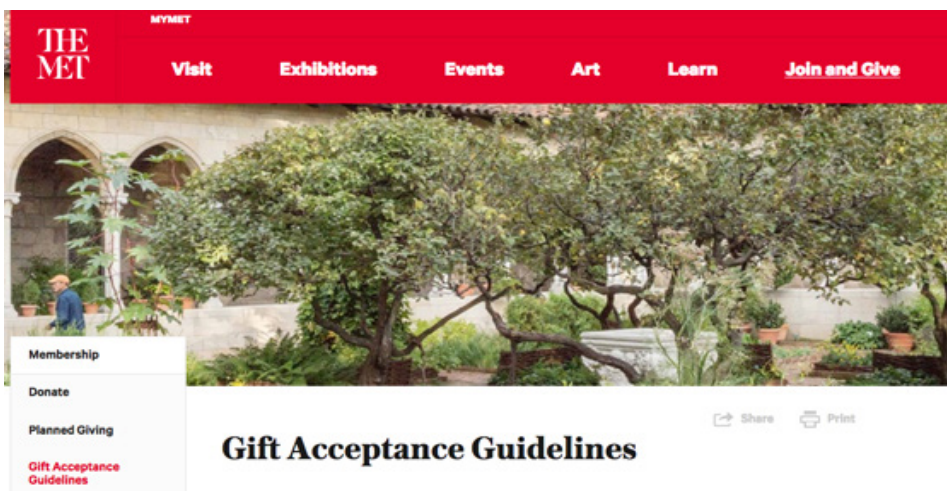 MYMET
THE
MET
Visit Exhibitions Events Art Learn Join and Give
Membership
Donate
Planned Giving
Gift Acceptance
Guidelines
Share Print
Gift Acceptance Guidelines